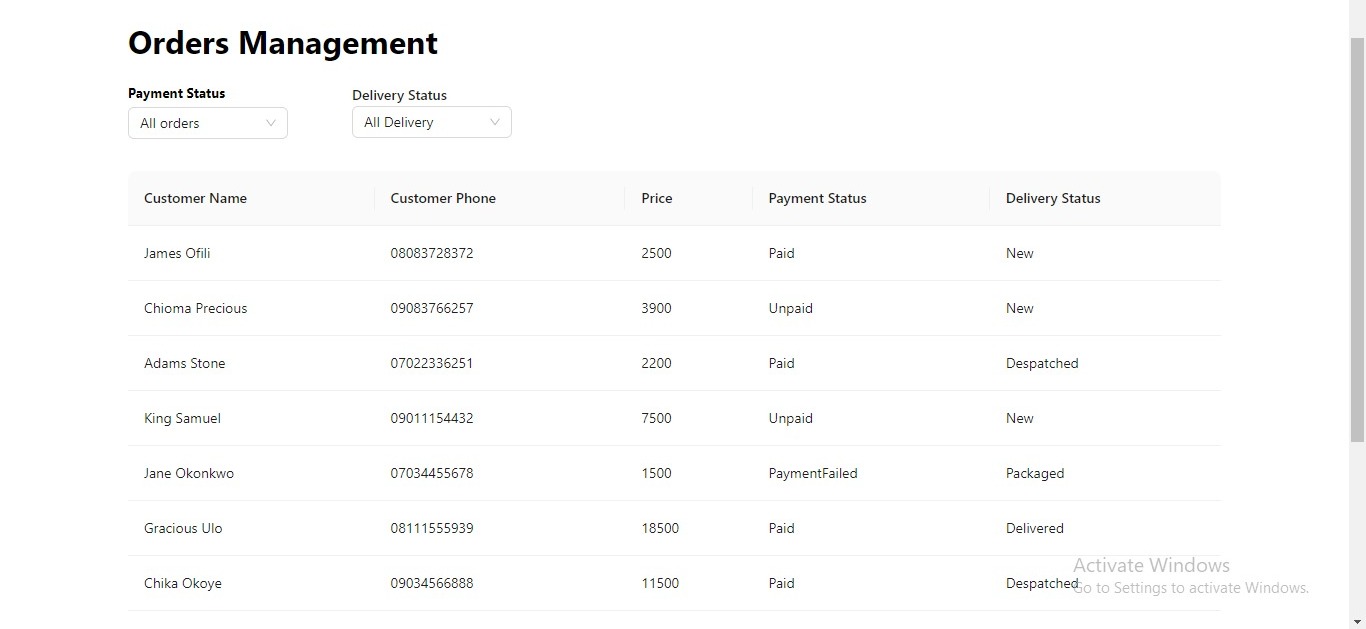 Orders Management
Payment Status
Delivery Status
All orders
All Delivery
Customer Name Customer Phone Price Payment Status Delivery Status
James Ofili 08083728372 2500 Paid New
Chioma Precious 09083766257 3900 Unpaid New
Adams Stone 07022336251 2200 Paid Despatched
King Samuel 09011154432 7500 Unpaid New
Jane Okonkwo 07034455678 1500 PaymentFailed Packaged
Gracious Ulo 08111555939 18500 Paid Delivered
Chika Okoye 09034566888 11500 Paid Despatched
Activate Windows
Go to Settings to activate Windows.